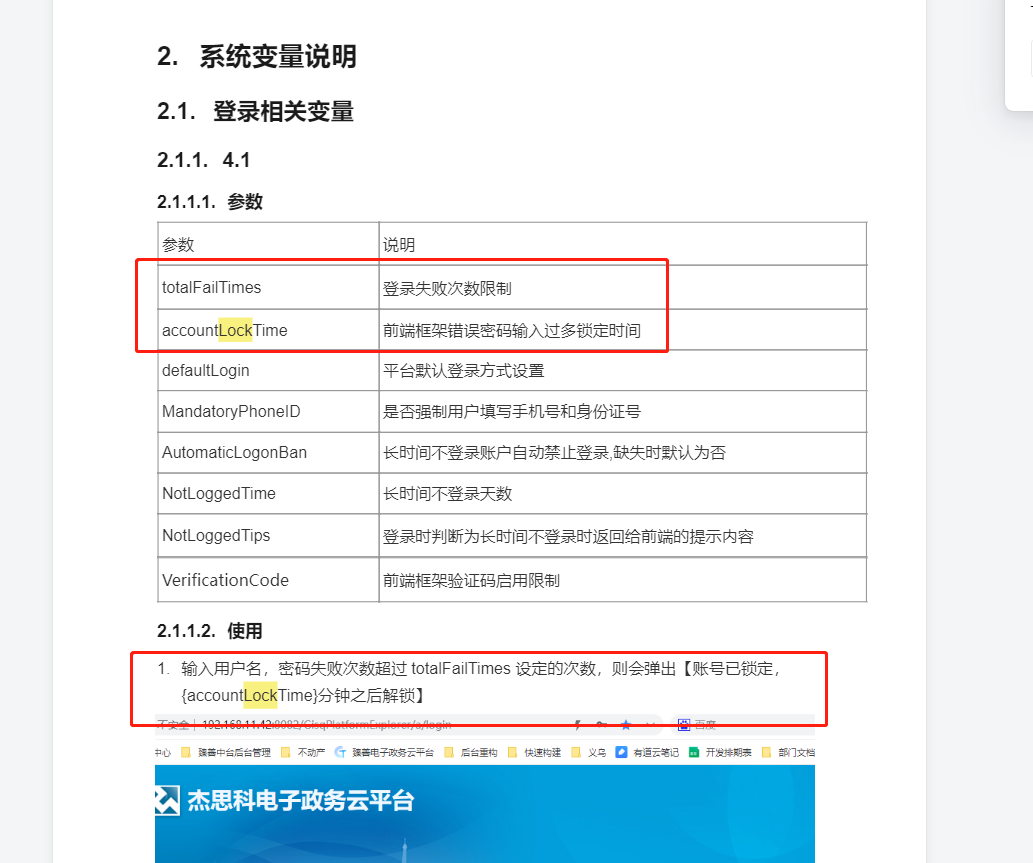 2. 系统变量说明
2.1. 登录相关变量
2.1.1. 4.1
2.1.1.1. 参数
参数 说明
totalFailTimes 登录失败次数限制
accountLockTime 前端框架错误密码输入过多锁定时间
defaultLogin 平台默认登录方式设置
MandatoryPhoneID 是否强制用户填写手机号和身份证号
AutomaticLogonBan 长时间不登录账户自动禁止登录,缺失时默认为否
NotLoggedTime 长时间不登录天数
NotLoggedTips 登录时判断为长时间不登录时返回给前端的提示内容
VerificationCode 前端框架验证码启用限制
2.1.1.2. 使用
1. 输入用户名，密码失败次数超过 totalFailTimes 设定的次数，则会弹出【账号已锁定，
{accountLockTime}分钟之后解锁】
不安全 | 192.168.11.42:8082/GisqPlatformExplorer/a/login 百度
中心 臻善中台后台管理 不动产 臻善电子政务云平台 后台重构 快速构建 义乌 有道云笔记 开发排期表 部门文档
杰思科电子政务云平台